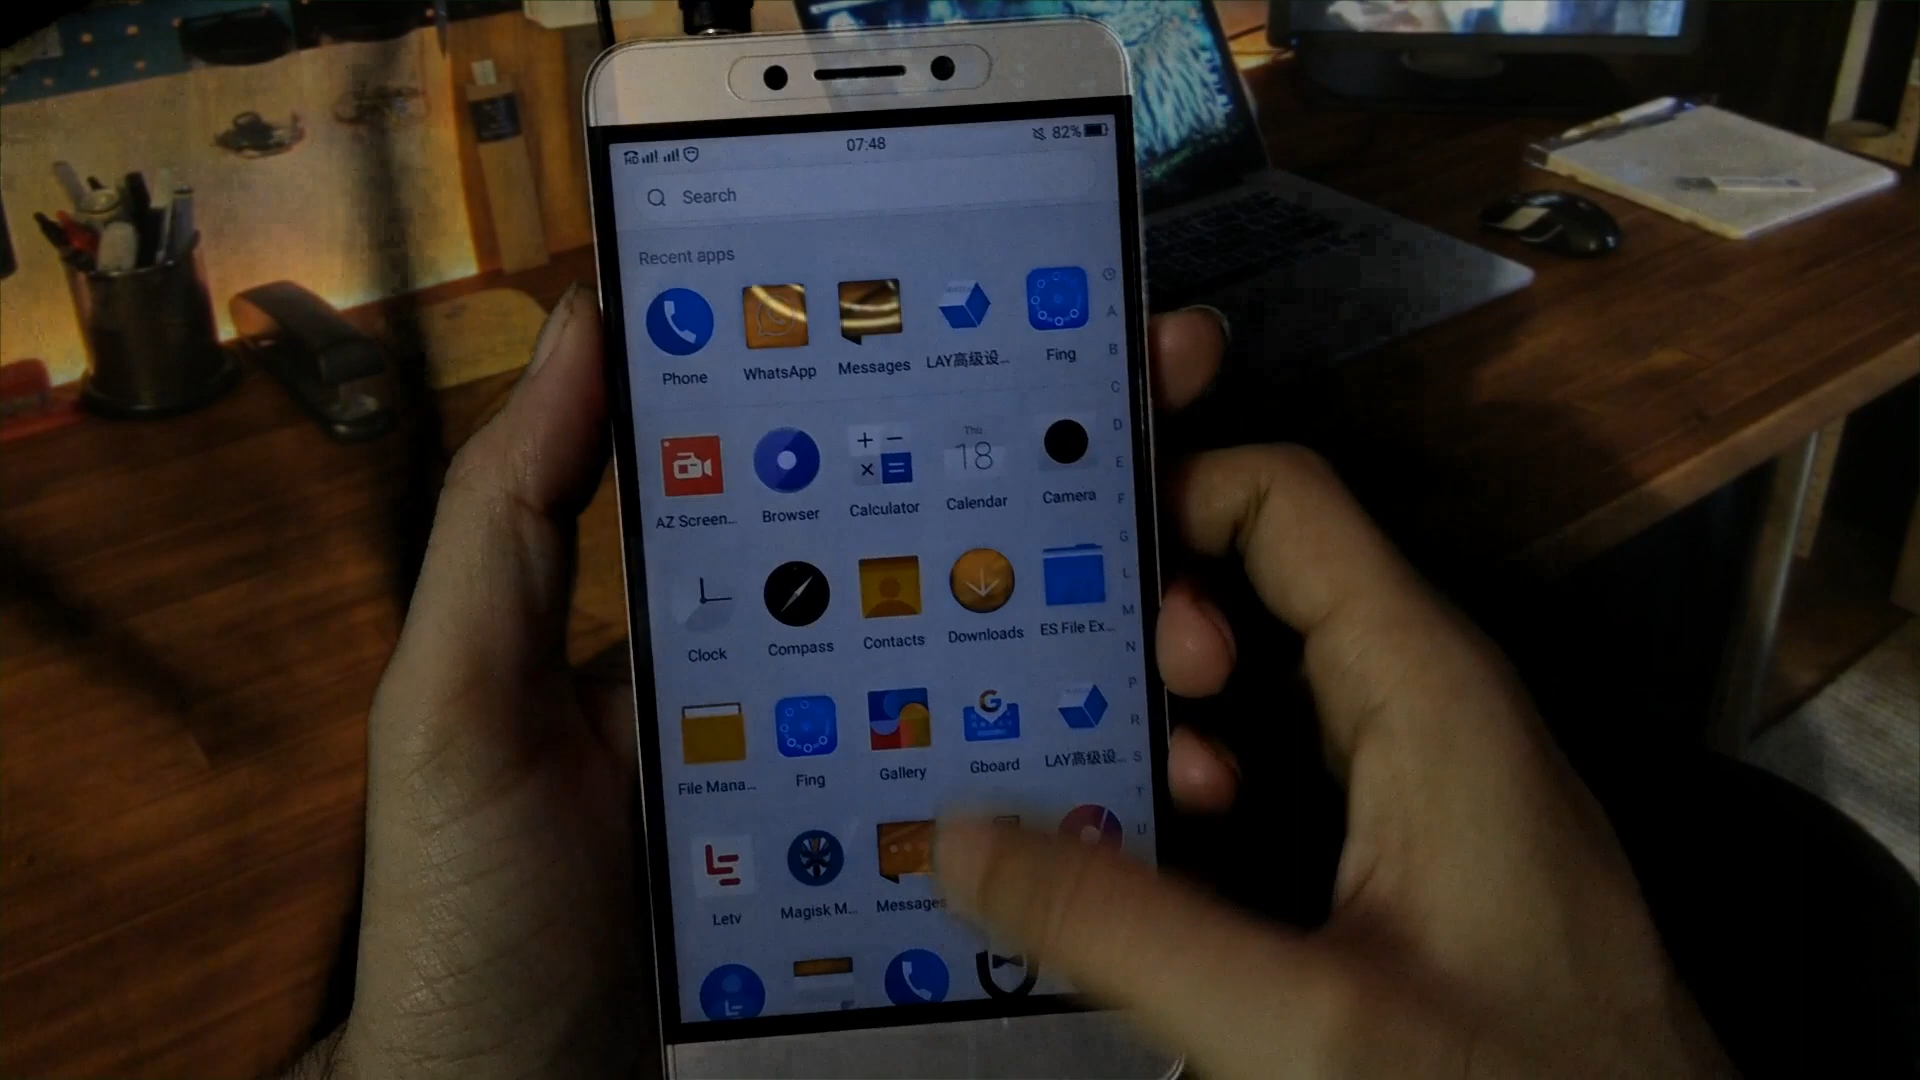 HD 07:48 82%
Search
Recent apps
Phone WhatsApp Messages LAY高级设... Fing
A
B
C
D
E
F
G
L
M
N
P
R
S
T
U
Thu
18
AZ Screen... Browser Calculator Calendar Camera
Clock Compass Contacts Downloads ES File Ex...
G
File Mana... Fing Gallery Gboard LAY高级设...
Letv Magisk M... Messages